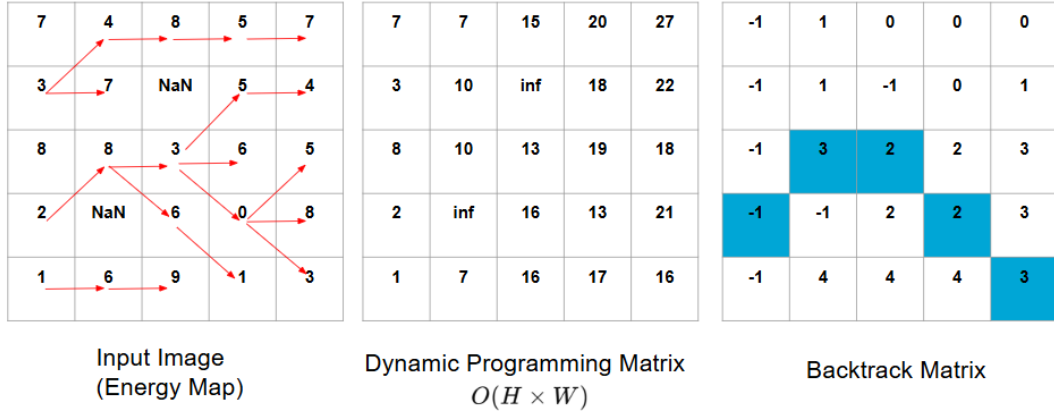 7 4 8 5 7
3 7 NaN 5 4
8 8 3 6 5
2 NaN 6 0 8
1 6 9 1 3
7 7 15 20 27
3 10 inf 18 22
8 10 13 19 18
2 inf 16 13 21
1 7 16 17 16
-1 1 0 0 0
-1 1 -1 0 1
-1 3 2 2 3
-1 -1 2 2 3
-1 4 4 4 3
Input Image
(Energy Map)
Dynamic Programming Matrix
O(H × W)
Backtrack Matrix